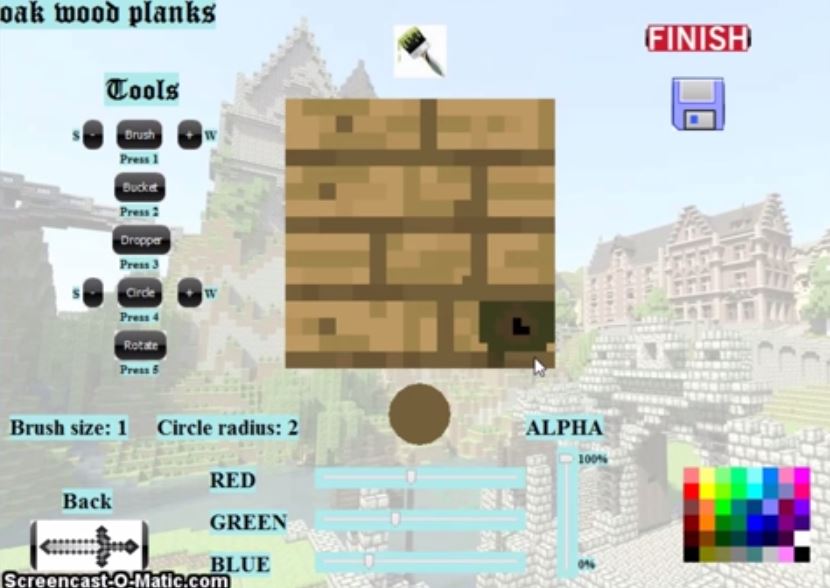 oak wood planks
FINISH
Tools
S - Brush + W
Press 1
Bucket
Press 2
Dropper
Press 3
S - Circle + W
Press 4
Rotate
Press 5
Brush size: 1 Circle radius: 2 ALPHA
100%
RED
Back
GREEN
BLUE 0%
Screencast-O-Matic.com